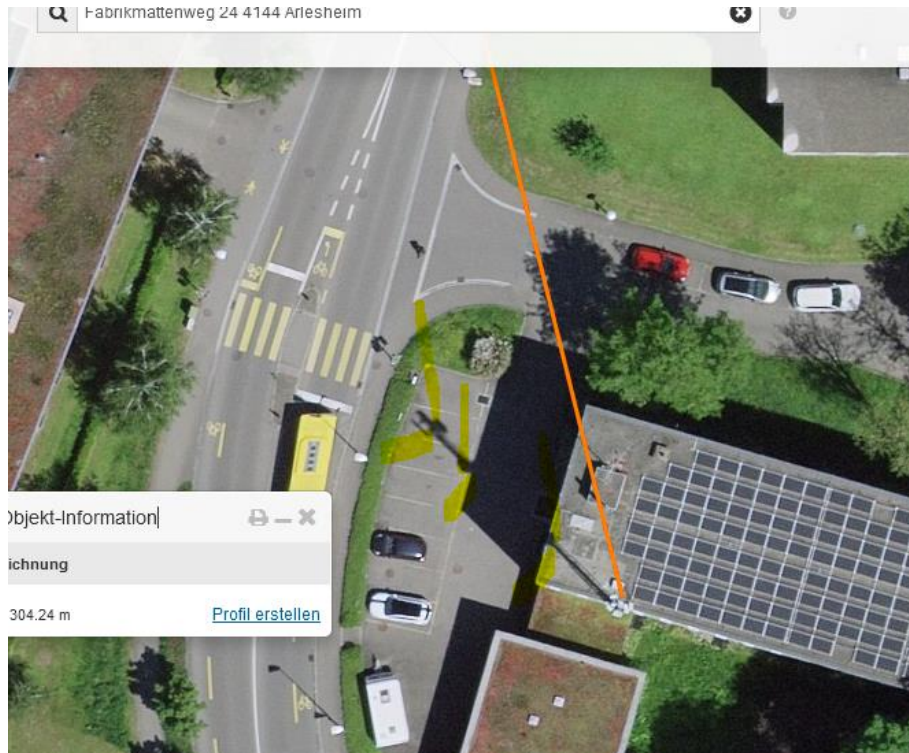 Fabrikmattenweg 24 4144 Arlesheim
Objekt-Information
ichnung
304.24 m
Profil erstellen